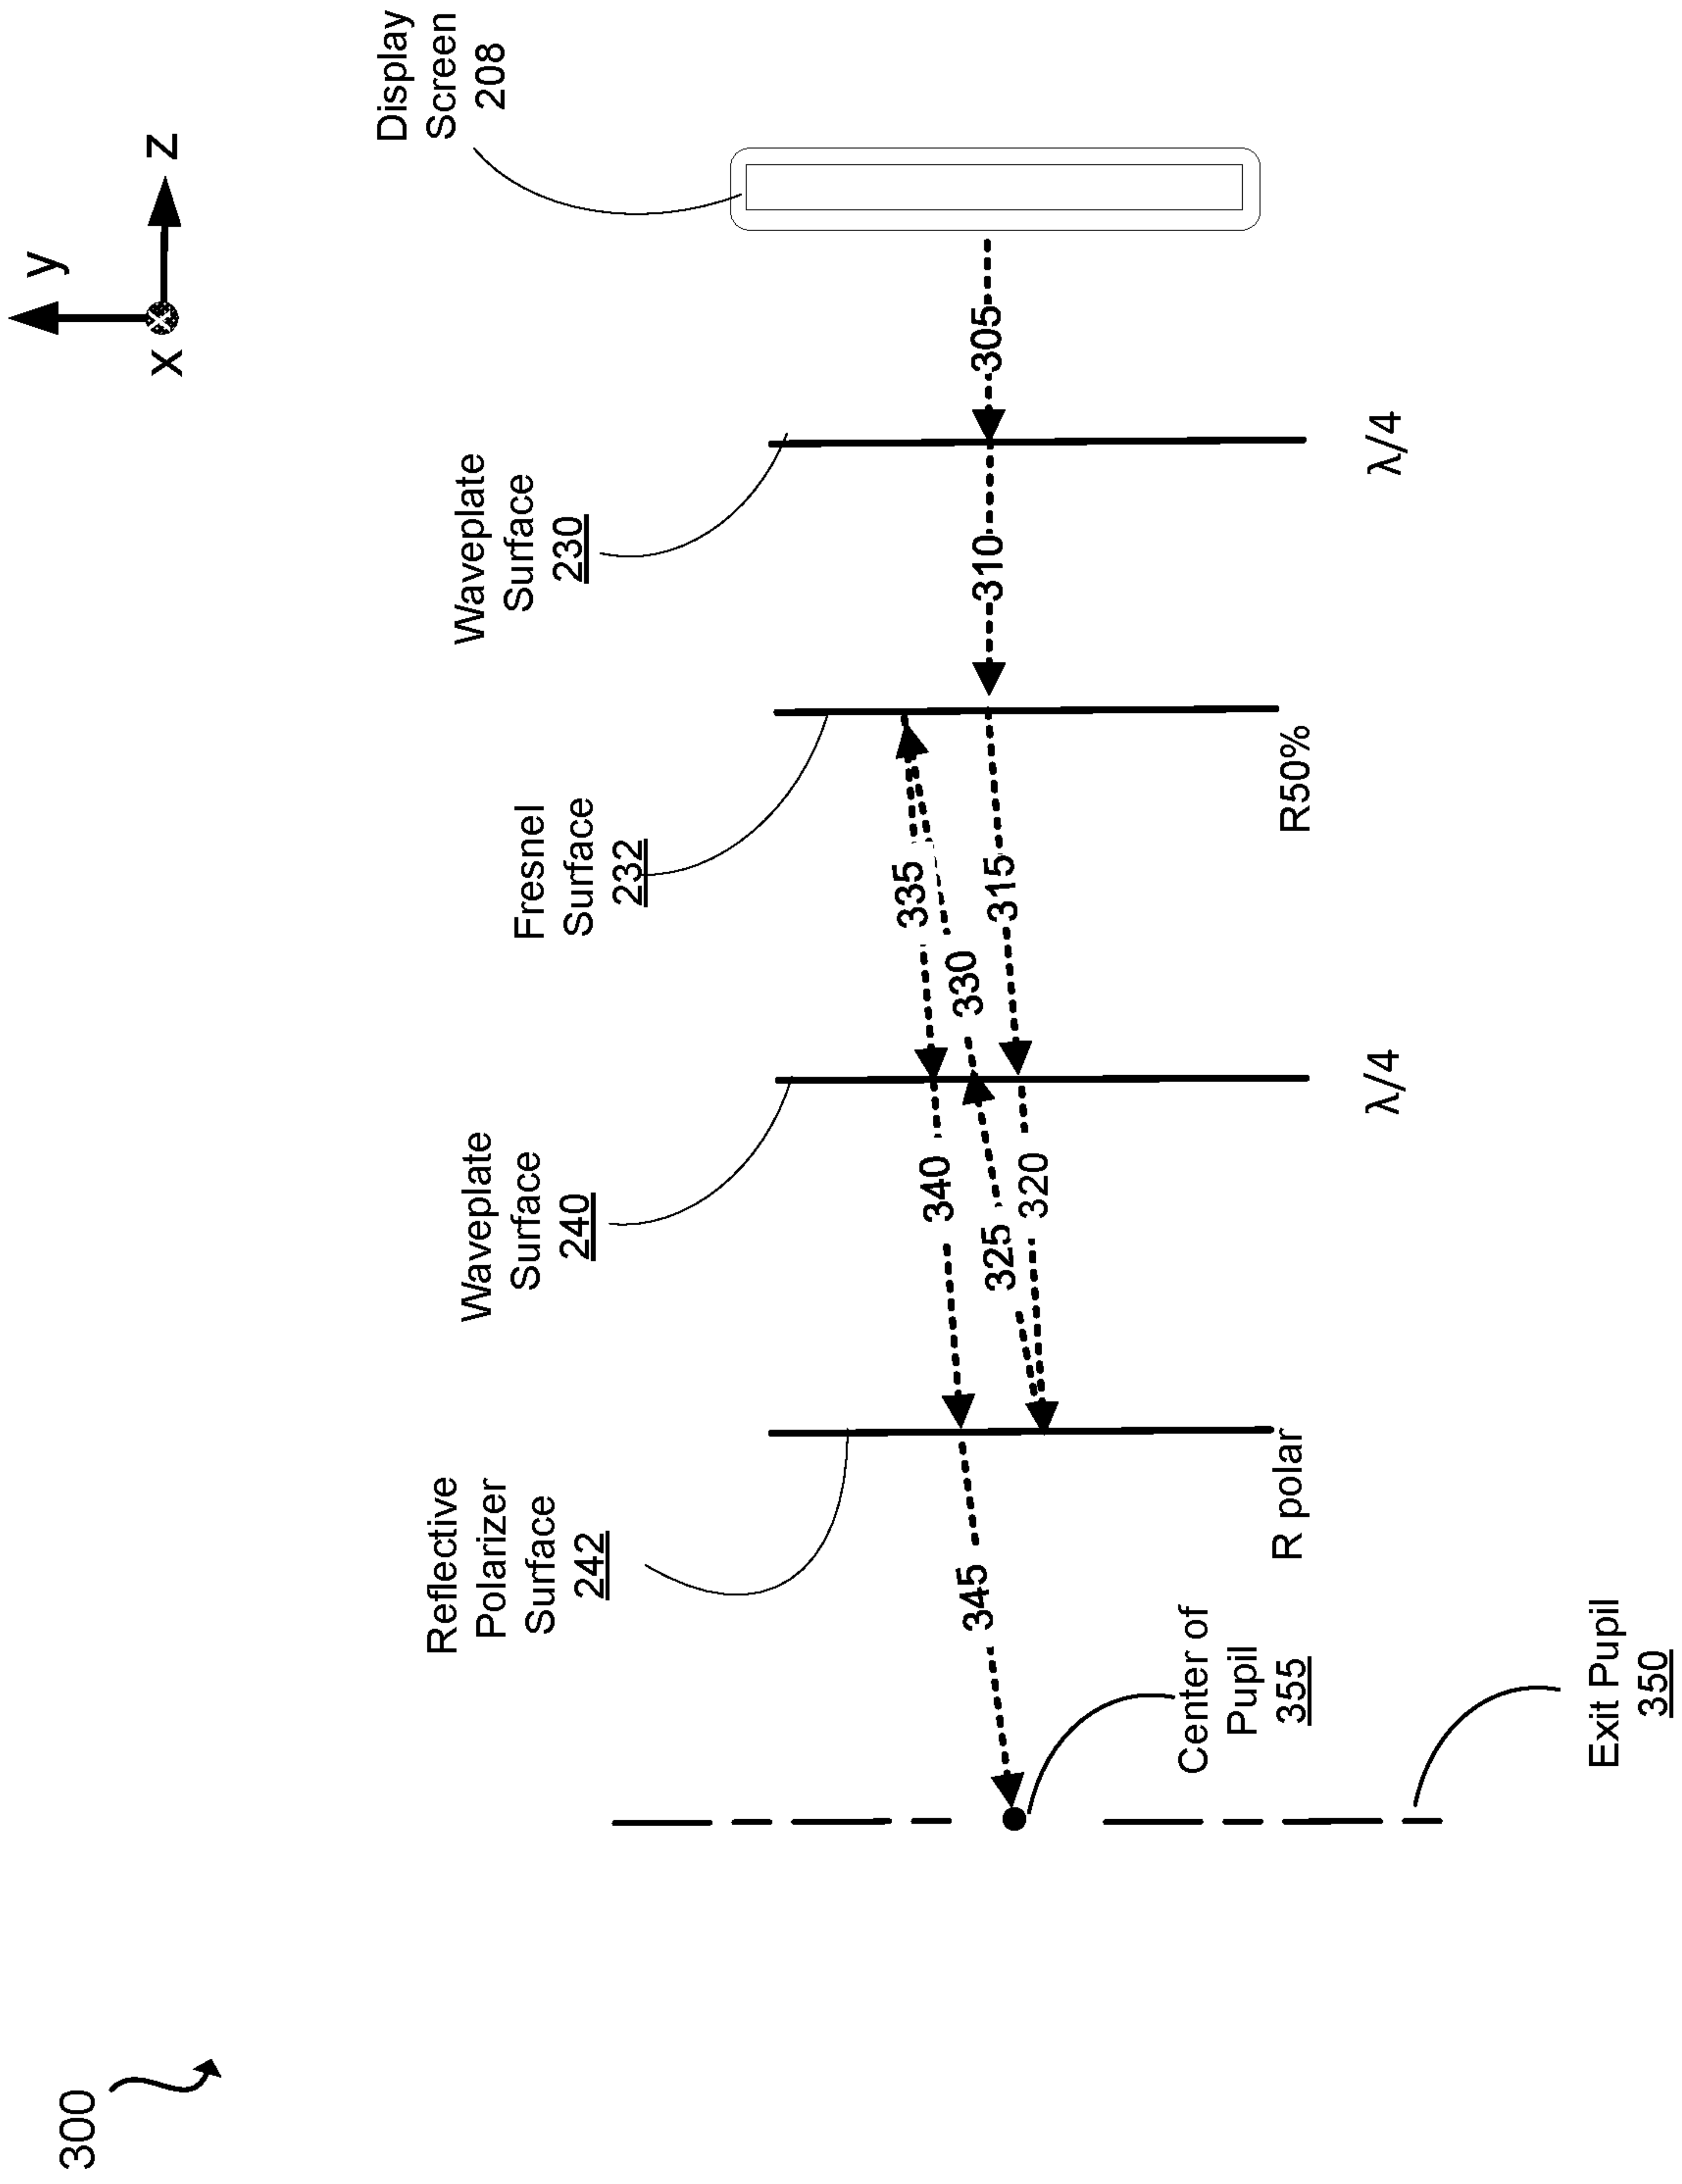 300
y
x
z
Display
Screen
208
Waveplate
Surface
230
Fresnel
Surface
232
Waveplate
Surface
240
Reflective
Polarizer
Surface
242
305
310
315
320
325
330
335
340
345
λ/4
R50%
λ/4
R polar
Center of
Pupil
355
Exit Pupil
350